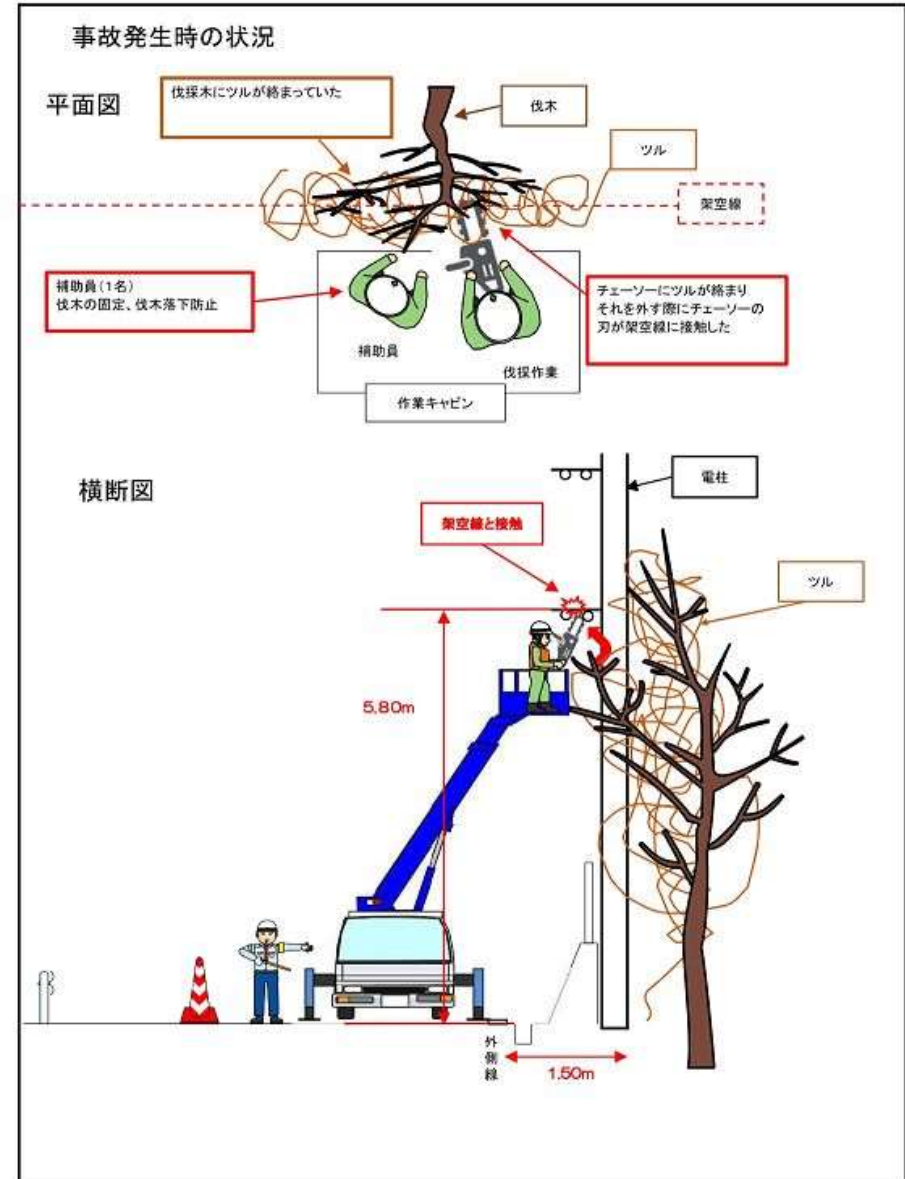 事故発生時の状況
平面図
伐採木にツルが絡まっていた
伐木
ツル
架空線
補助員(1名)
伐木の固定、伐木落下防止
チェーソーにツルが絡まり
それを外す際にチェーソーの
刃が架空線に接触した
補助員
伐採作業
作業キャビン
横断図
電柱
架空線と接触
ツル
5.80m
外側線
1.50m